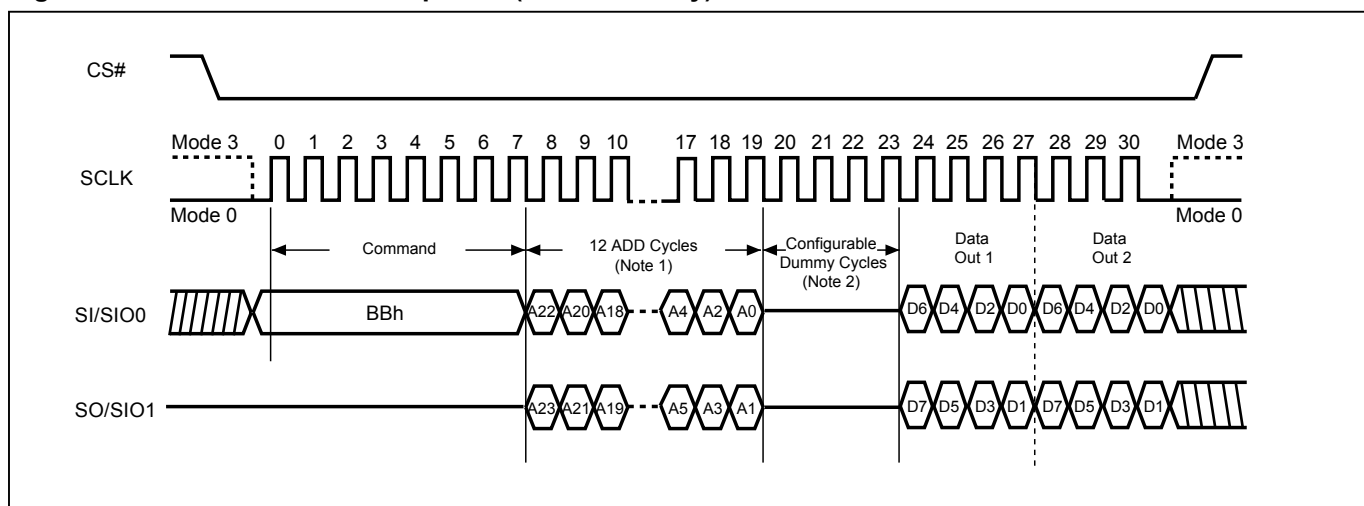 CS#
Mode 3 0 1 2 3 4 5 6 7 8 9 10 17 18 19 20 21 22 23 24 25 26 27 28 29 30 Mode 3
SCLK
Mode 0 Mode 0
Command
12 ADD Cycles
(Note 1)
Configurable
Dummy Cycles
(Note 2)
Data
Out 1
Data
Out 2
SI/SIO0 BBh A22 A20 A18 A4 A2 A0 D6 D4 D2 D0 D6 D4 D2 D0
SO/SIO1 A23 A21 A19 A5 A3 A1 D7 D5 D3 D1 D7 D5 D3 D1